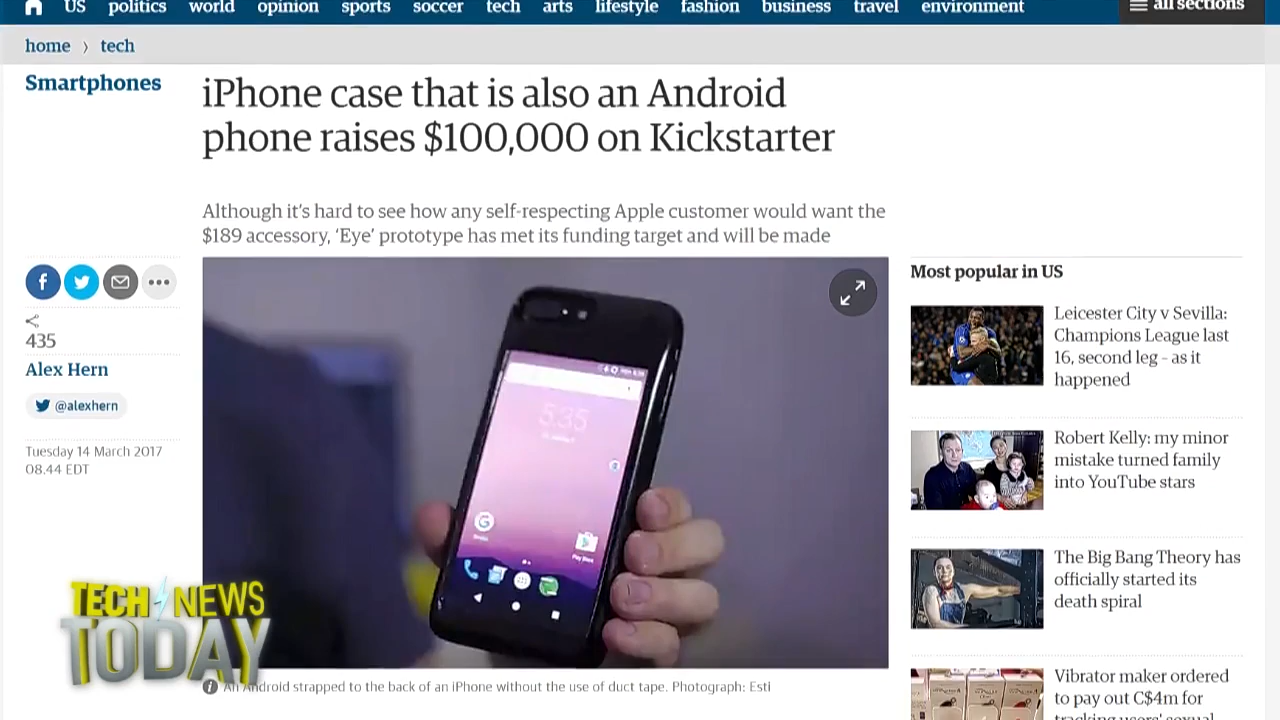 US politics world opinion sports soccer tech arts lifestyle fashion business travel environment all sections
home > tech
Smartphones
iPhone case that is also an Android
phone raises $100,000 on Kickstarter
Although it's hard to see how any self-respecting Apple customer would want the
$189 accessory, 'Eye' prototype has met its funding target and will be made
435
Alex Hern
@alexhern
Tuesday 14 March 2017
08.44 EDT
5:35
An Android strapped to the back of an iPhone without the use of duct tape. Photograph: Esti
TECH NEWS
TODAY
Most popular in US
Leicester City v Sevilla:
Champions League last
16, second leg - as it
happened
Robert Kelly: my minor
mistake turned family
into YouTube stars
The Big Bang Theory has
officially started its
death spiral
Vibrator maker ordered
to pay out C$4m for
tracking users' sexual